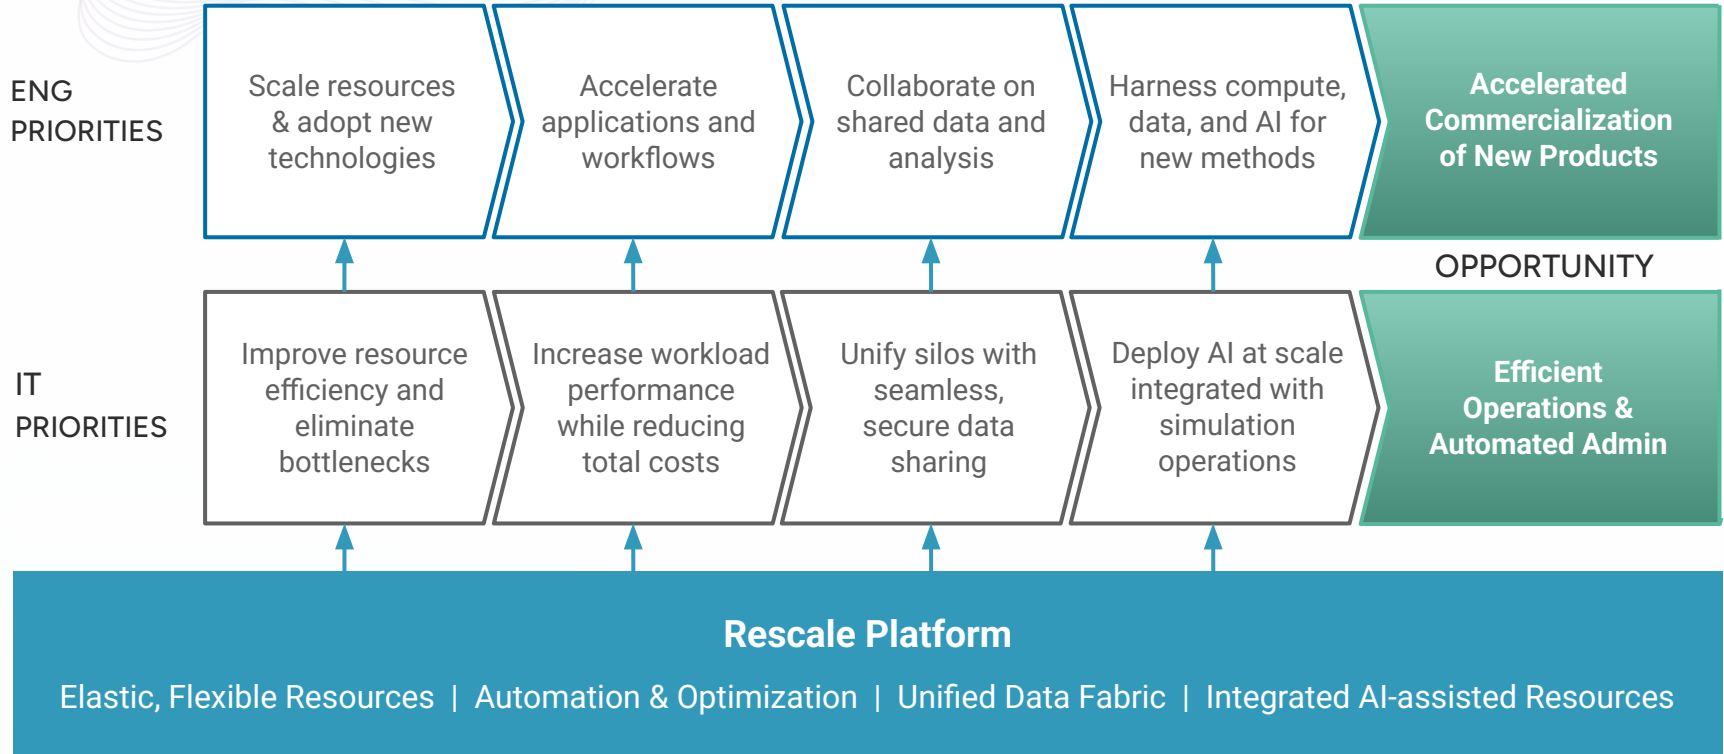 ENG
PRIORITIES
Scale resources
& adopt new
technologies
Accelerate
applications and
workflows
Collaborate on
shared data and
analysis
Harness compute,
data, and AI for
new methods
Accelerated
Commercialization
of New Products
OPPORTUNITY
IT
PRIORITIES
Improve resource
efficiency and
eliminate
bottlenecks
Increase workload
performance
while reducing
total costs
Unify silos with
seamless,
secure data
sharing
Deploy AI at scale
integrated with
simulation
operations
Efficient
Operations &
Automated Admin
Rescale Platform
Elastic, Flexible Resources | Automation & Optimization | Unified Data Fabric | Integrated AI-assisted Resources